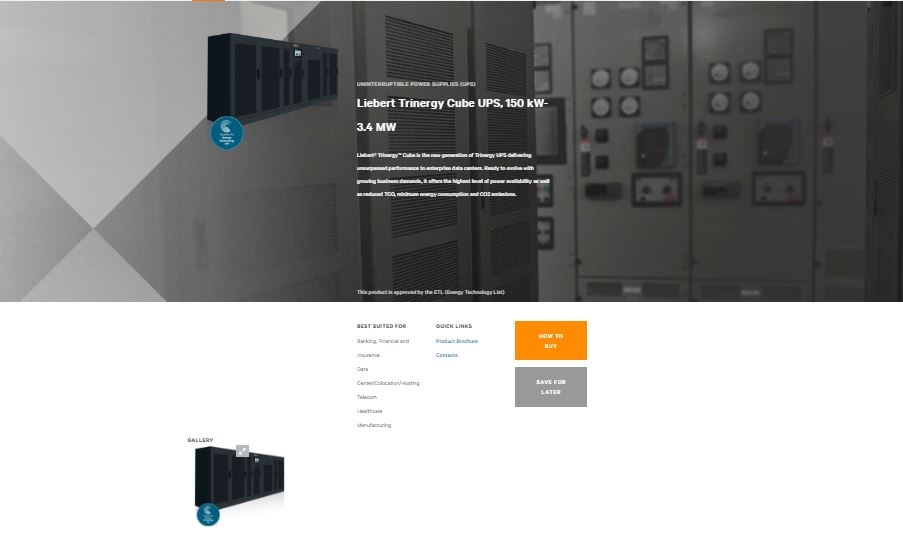 UNINTERRUPTIBLE POWER SUPPLIES (UPS)
Liebert Trinergy Cube UPS, 150 kW-
3.4 MW
Liebert® Trinergy™ Cube is the new generation of Trinergy UPS delivering
unsurpassed performance to enterprise data centers. Ready to evolve with
growing business demands, it offers the highest level of power availability as well
as reduced TCO, minimum energy consumption and CO2 emissions.
This product is approved by the ETL (Energy Technology List)
BEST SUITED FOR
Banking, Financial and
Insurance
Data
Center/Colocation/Hosting
Telecom
Healthcare
Manufacturing
QUICK LINKS
Product Brochure
Contacts
HOW TO
BUY
SAVE FOR
LATER
GALLERY